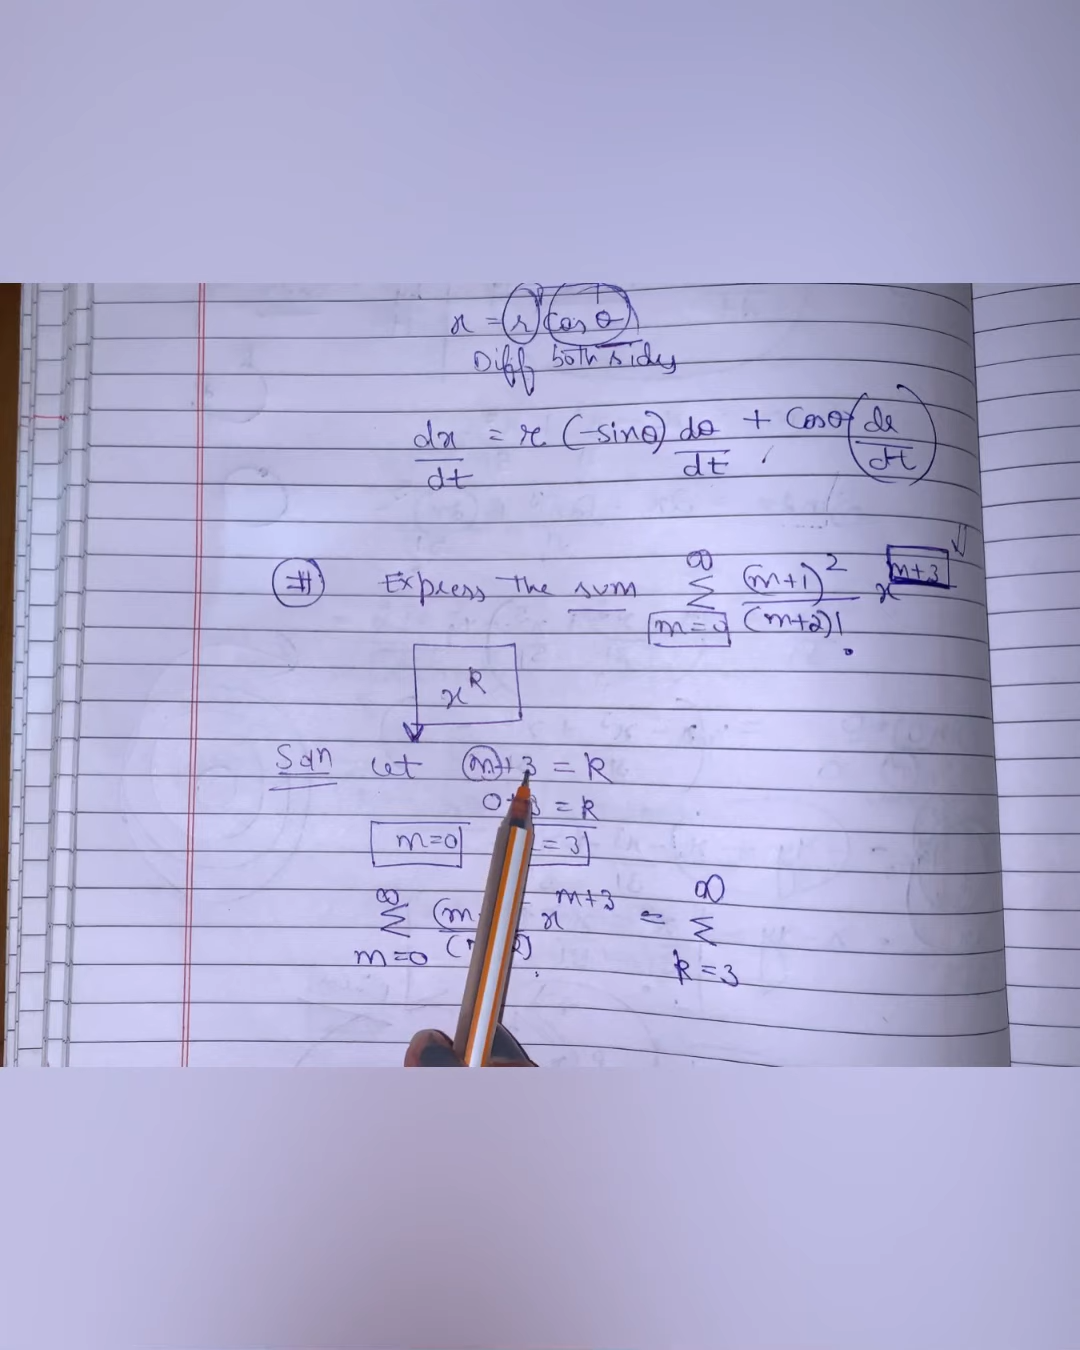 x = (r) (cos θ)
Diff both sides
dx/dt = r (-sinθ) dθ/dt + cosθ (dr/dt)
# Express the sum ∞ Σ m=0 (m+1)²/(m+2)! x^m+3
x^k
Soln Let m+3 = k
0+3 = k
m=0 = 3
∞ Σ m=0 (m x^m+3 = ∞ Σ k=3